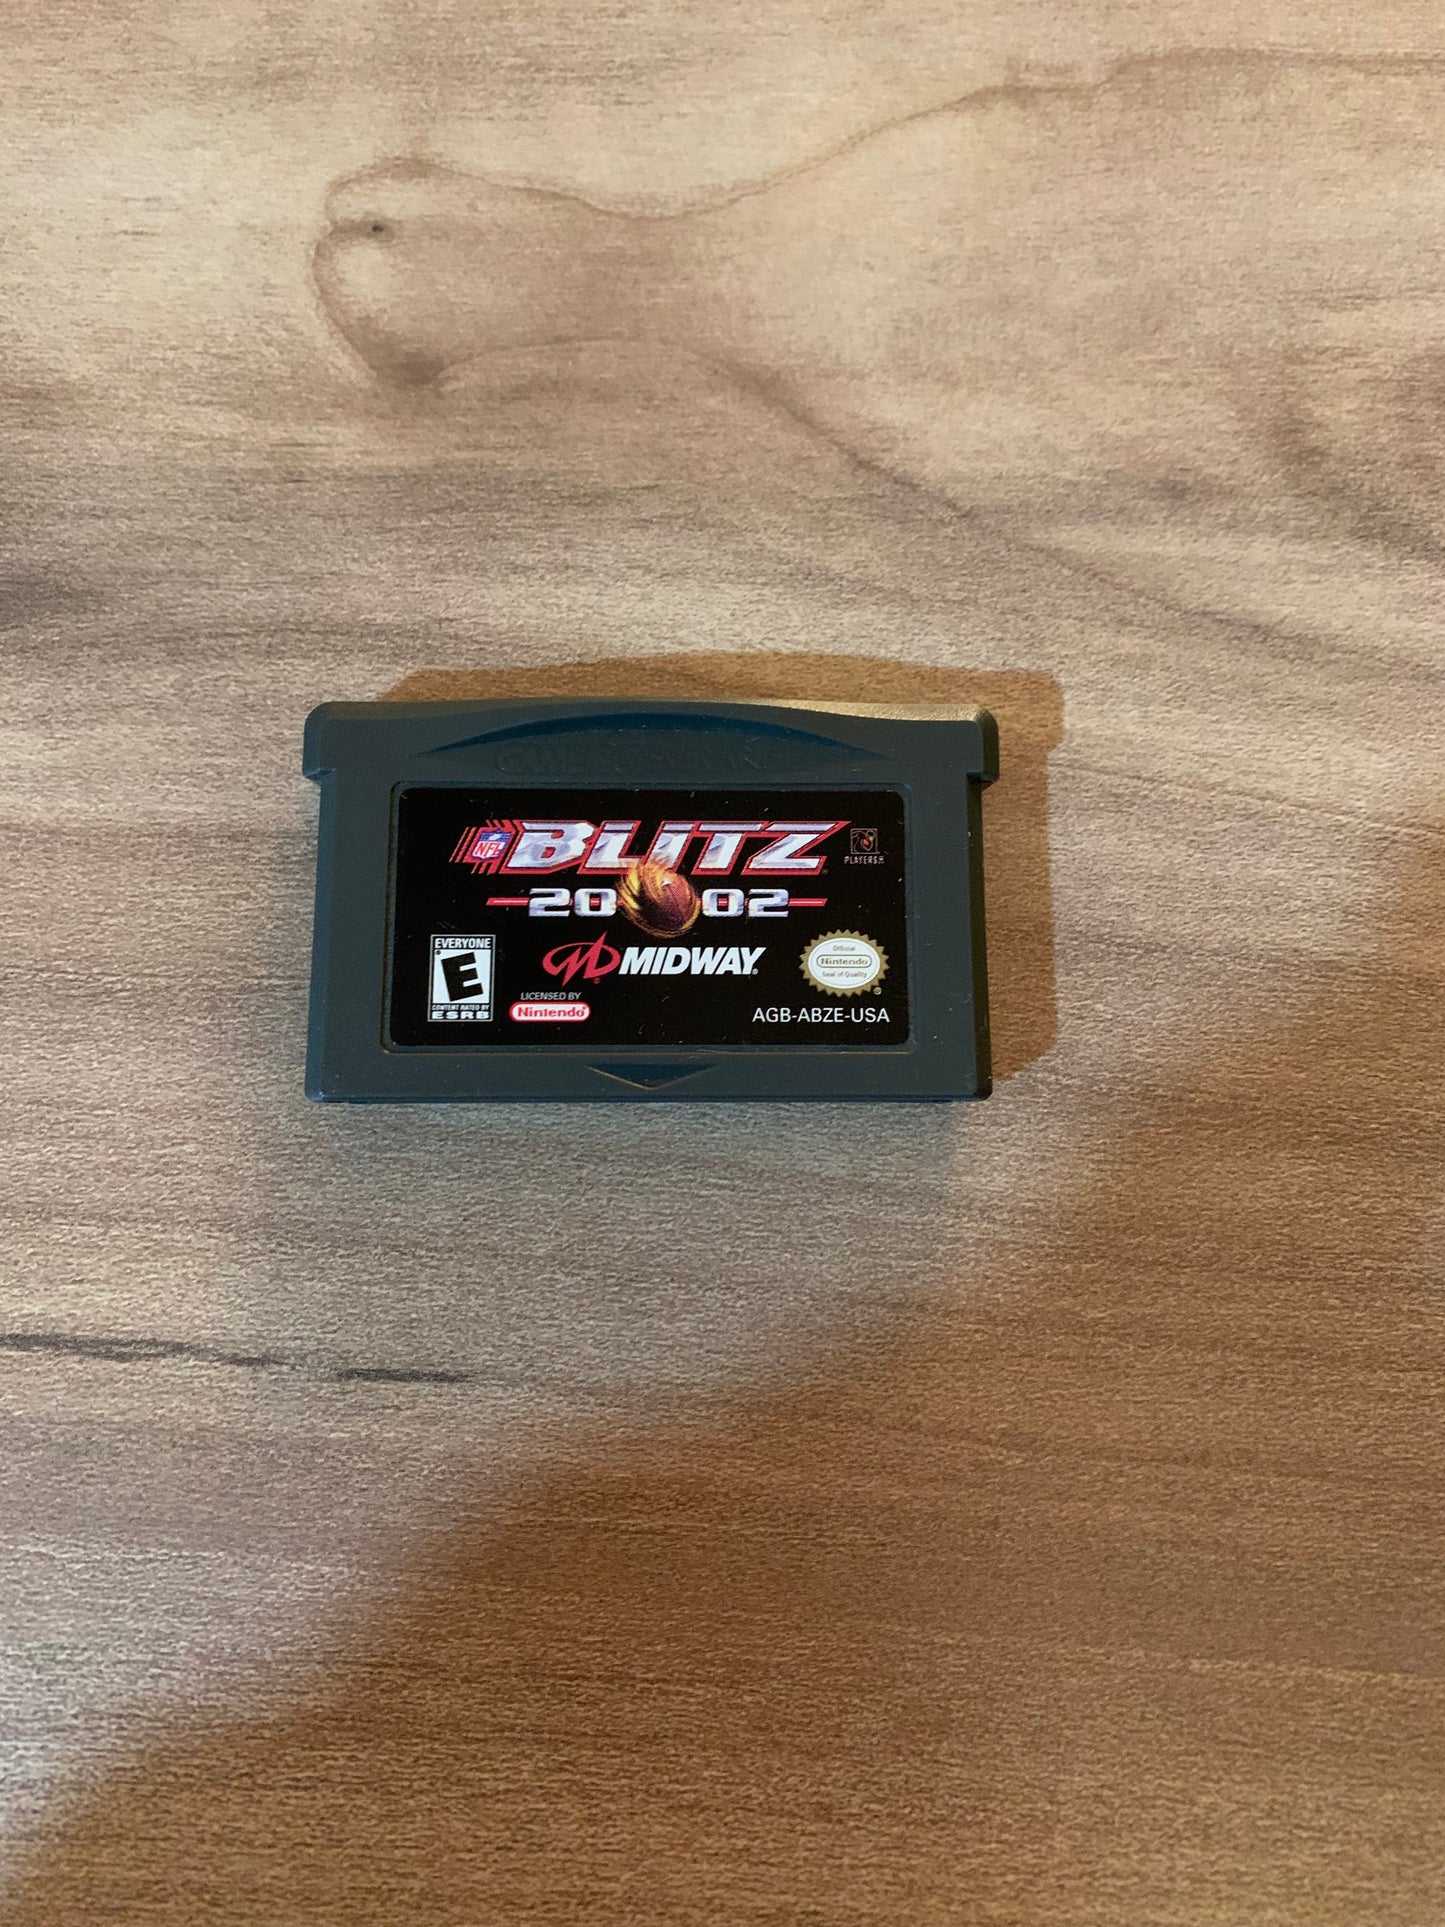 GAME BOY ADVANCE
NFL BLITZ
20 02
PLAYERS INC
EVERYONE
E
CONTENT RATED BY
ESRB
MIDWAY
LICENSED BY
Nintendo
Official
Nintendo
Seal of Quality
AGB-ABZE-USA